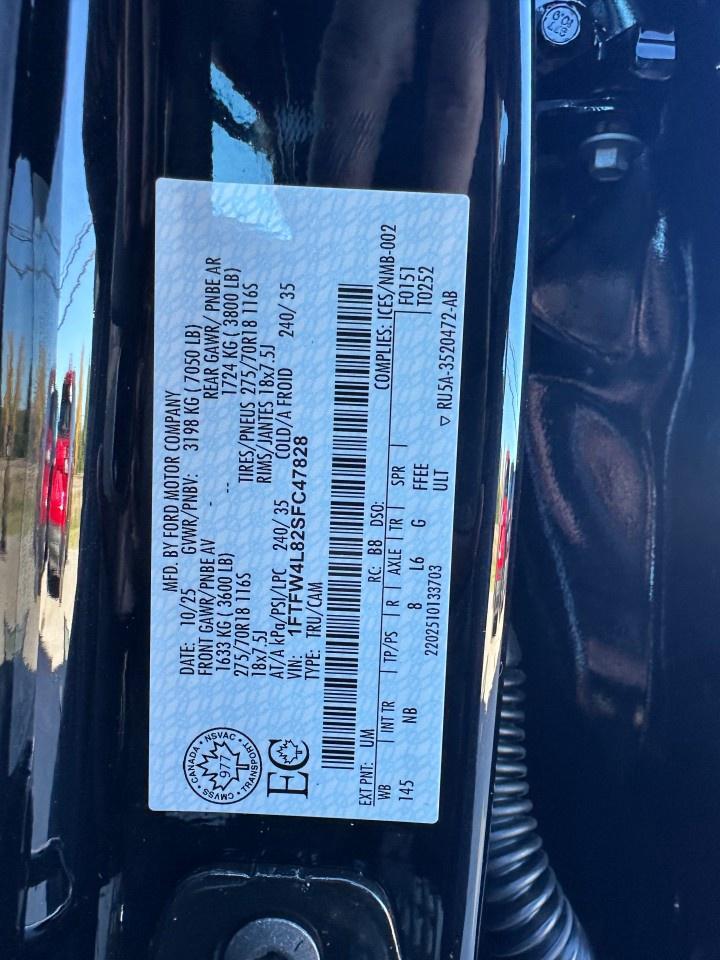 MFD. BY FORD MOTOR COMPANY
DATE: 10/25 GVWR/PNBV: 3198 KG ( 7050 LB)
FRONT GAWR/PNBE AV - REAR GAWR/ PNBE AR
1633 KG ( 3600 LB) -- 1724 KG ( 3800 LB)
275/70R18 116S TIRES/PNEUS 275/70R18 116S
18x7.5J RIMS/JANTES 18x7.5J
AT/A kPa/PSI/LPC 240/ 35 COLD/A FROID 240/ 35
VIN: 1FTFW4L82SFC47828
TYPE: TRU/CAM
CMVSS • CANADA • NSVAC • TRANSPORT
977
EC
EXT PNT: UM RC: B8 DSO: COMPLIES: ICES/NMB-002
WB INT TR TP/PS R AXLE TR SPR F0151
145 NB 8 L6 G FFEE T0252
ULT
2202510133703 ▽ RU5A-3520472-AB